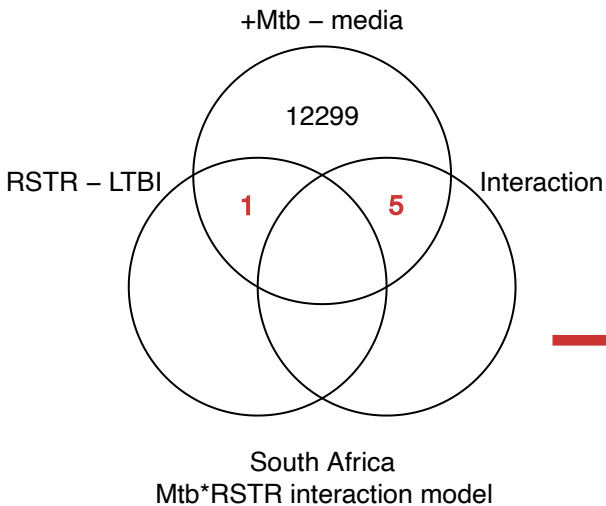 +Mtb – media
12299
RSTR – LTBI
Interaction
1
5
South Africa
Mtb*RSTR interaction model